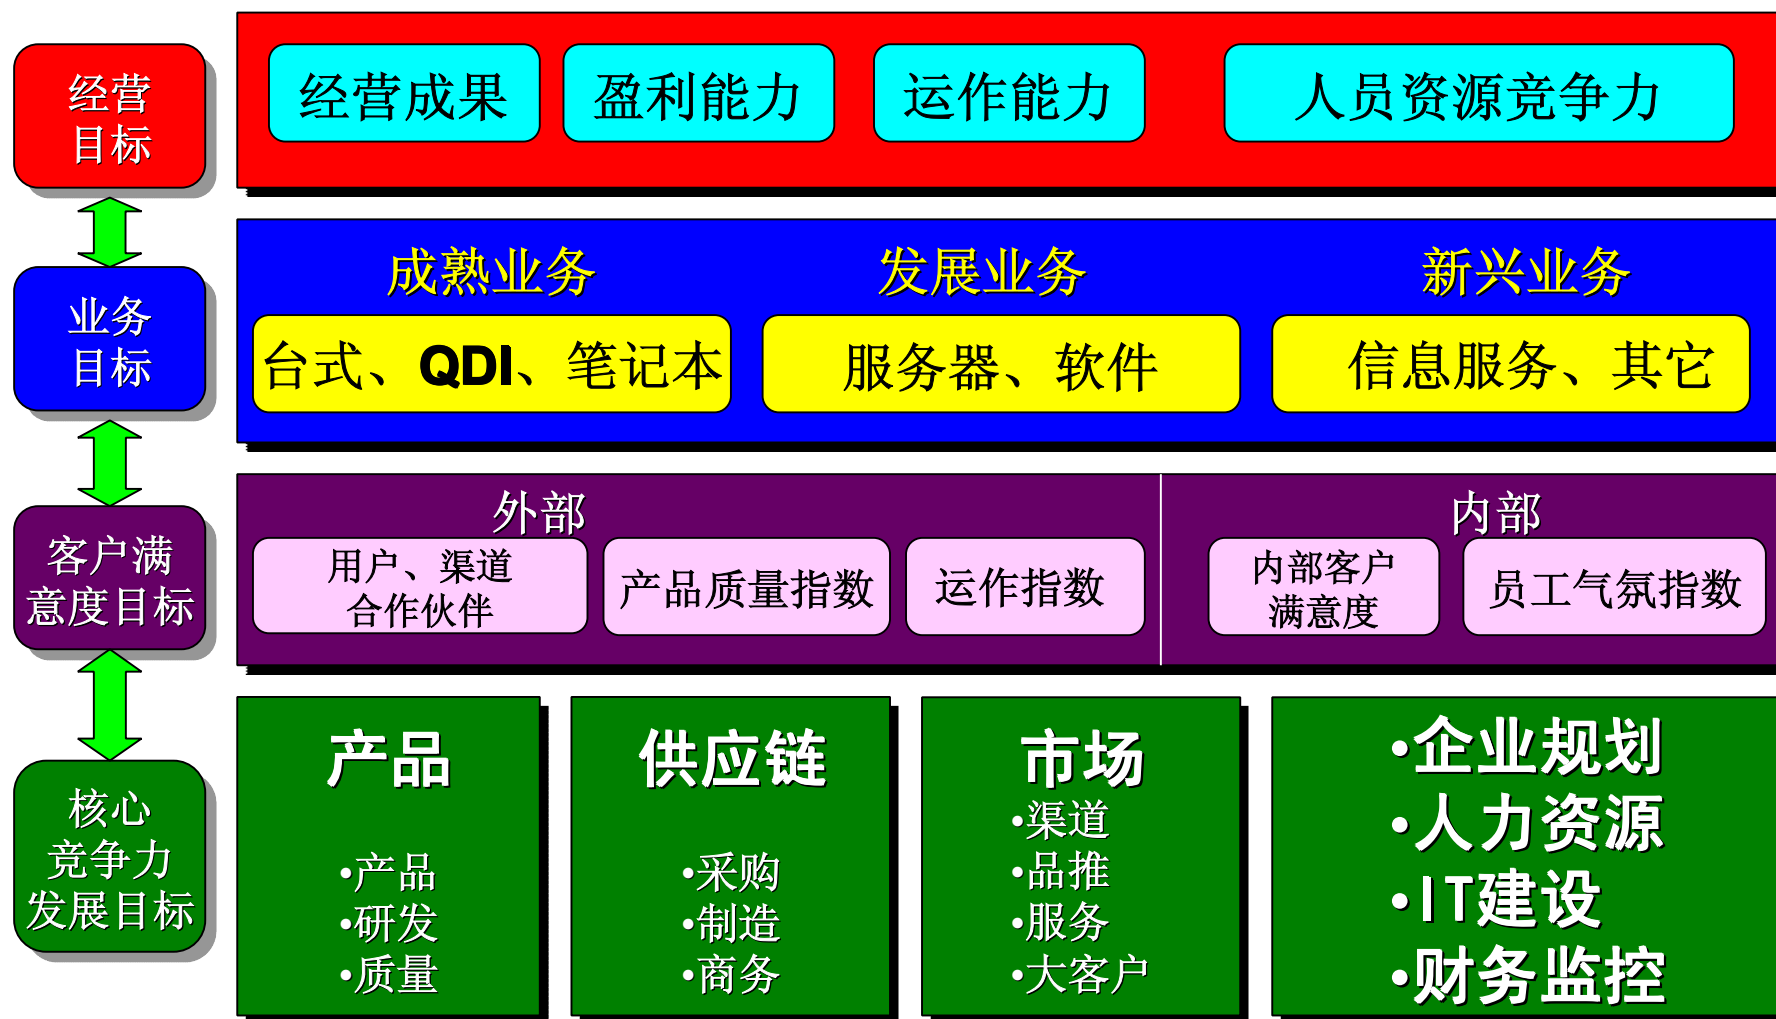 经营
目标
经营成果
盈利能力
运作能力
人员资源竞争力
业务
目标
成熟业务
台式、QDI、笔记本
发展业务
服务器、软件
新兴业务
信息服务、其它
客户满
意度目标
外部
用户、渠道
合作伙伴
产品质量指数
运作指数
内部
内部客户
满意度
员工气氛指数
核心
竞争力
发展目标
产品
•产品
•研发
•质量
供应链
•采购
•制造
•商务
市场
•渠道
•品推
•服务
•大客户
•企业规划
•人力资源
•IT建设
•财务监控